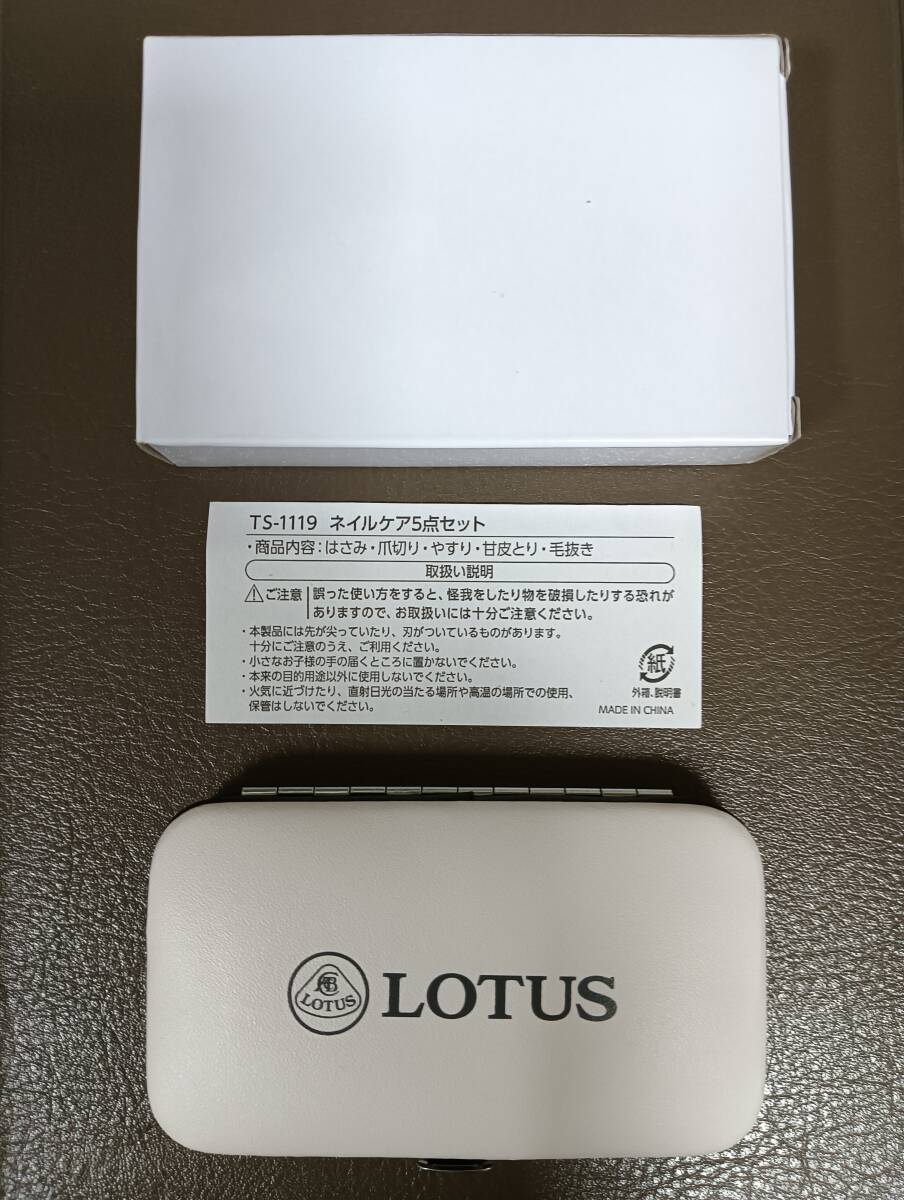 TS-1119 ネイルケア5点セット
・商品内容：はさみ・爪切り・やすり・甘皮とり・毛抜き
取扱い説明
ご注意
誤った使い方をすると、怪我をしたり物を破損したりする恐れが
ありますので、お取扱いには十分ご注意ください。
・本製品には先が尖っていたり、刃がついているものがあります。
十分にご注意のうえ、ご利用ください。
・小さなお子様の手の届くところに置かないでください。
・本来の目的用途以外に使用しないでください。
・火気に近づけたり、直射日光の当たる場所や高温の場所での使用、
保管はしないでください。
紙
外箱、説明書
MADE IN CHINA
LOTUS
LOTUS